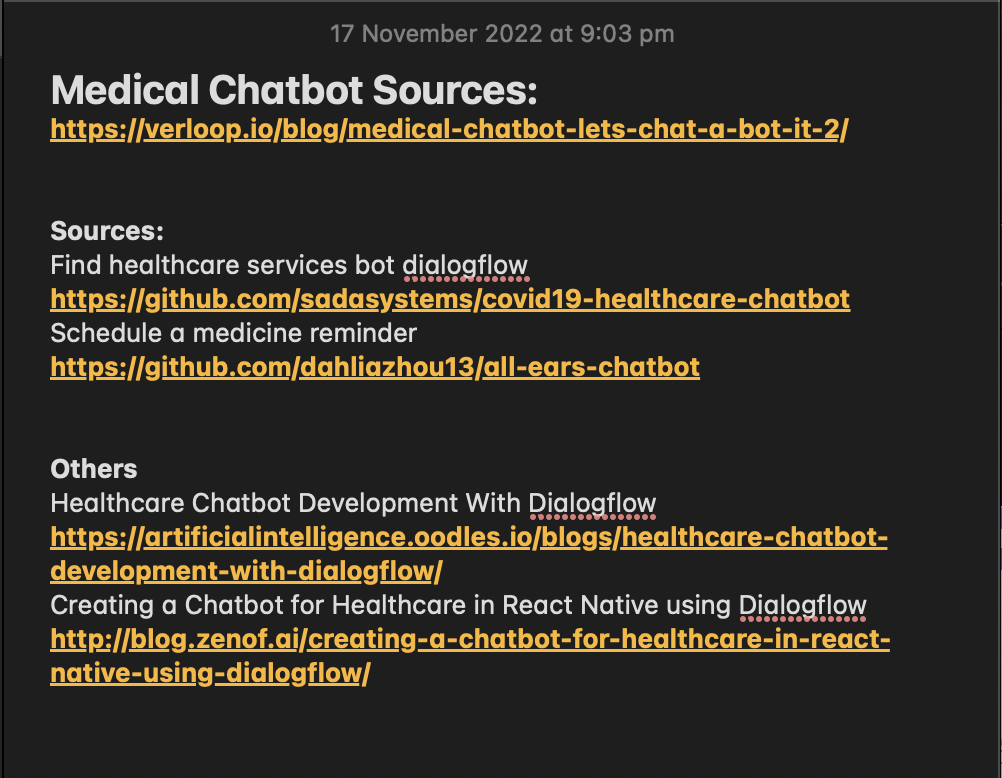 17 November 2022 at 9:03 pm
Medical Chatbot Sources:
https://verloop.io/blog/medical-chatbot-lets-chat-a-bot-it-2/
Sources:
Find healthcare services bot dialogflow
https://github.com/sadasystems/covid19-healthcare-chatbot
Schedule a medicine reminder
https://github.com/dahliazhou13/all-ears-chatbot
Others
Healthcare Chatbot Development With Dialogflow
https://artificialintelligence.oodles.io/blogs/healthcare-chatbot-
development-with-dialogflow/
Creating a Chatbot for Healthcare in React Native using Dialogflow
http://blog.zenof.ai/creating-a-chatbot-for-healthcare-in-react-
native-using-dialogflow/